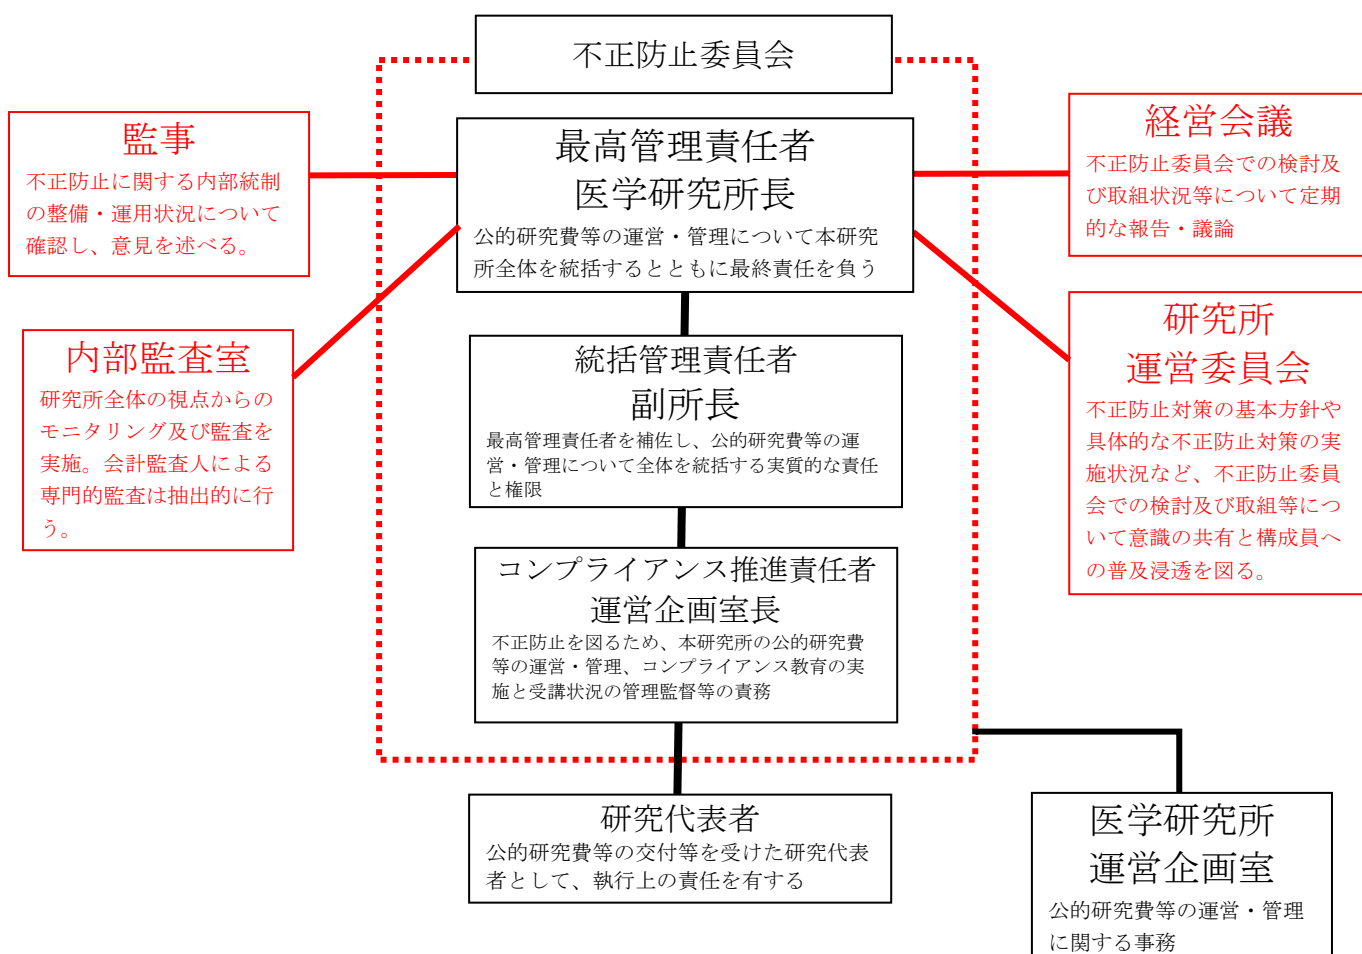 不正防止委員会
監事
不正防止に関する内部統制
の整備・運用状況について
確認し、意見を述べる。
最高管理責任者
医学研究所長
公的研究費等の運営・管理について本研究
所全体を統括するとともに最終責任を負う
経営会議
不正防止委員会での検討及
び取組状況等について定期
的な報告・議論
内部監査室
研究所全体の視点からの
モニタリング及び監査を
実施。会計監査人による
専門的監査は抽出的に行
う。
統括管理責任者
副所長
最高管理責任者を補佐し、公的研究費等の運
営・管理について全体を統括する実質的な責任
と権限
研究所
運営委員会
不正防止対策の基本方針や
具体的な不正防止対策の実
施状況など、不正防止委員
会での検討及び取組等につ
いて意識の共有と構成員へ
の普及浸透を図る。
コンプライアンス推進責任者
運営企画室長
不正防止を図るため、本研究所の公的研究費
等の運営・管理、コンプライアンス教育の実
施と受講状況の管理監督等の責務
研究代表者
公的研究費等の交付等を受けた研究代表
者として、執行上の責任を有する
医学研究所
運営企画室
公的研究費等の運営・管理
に関する事務